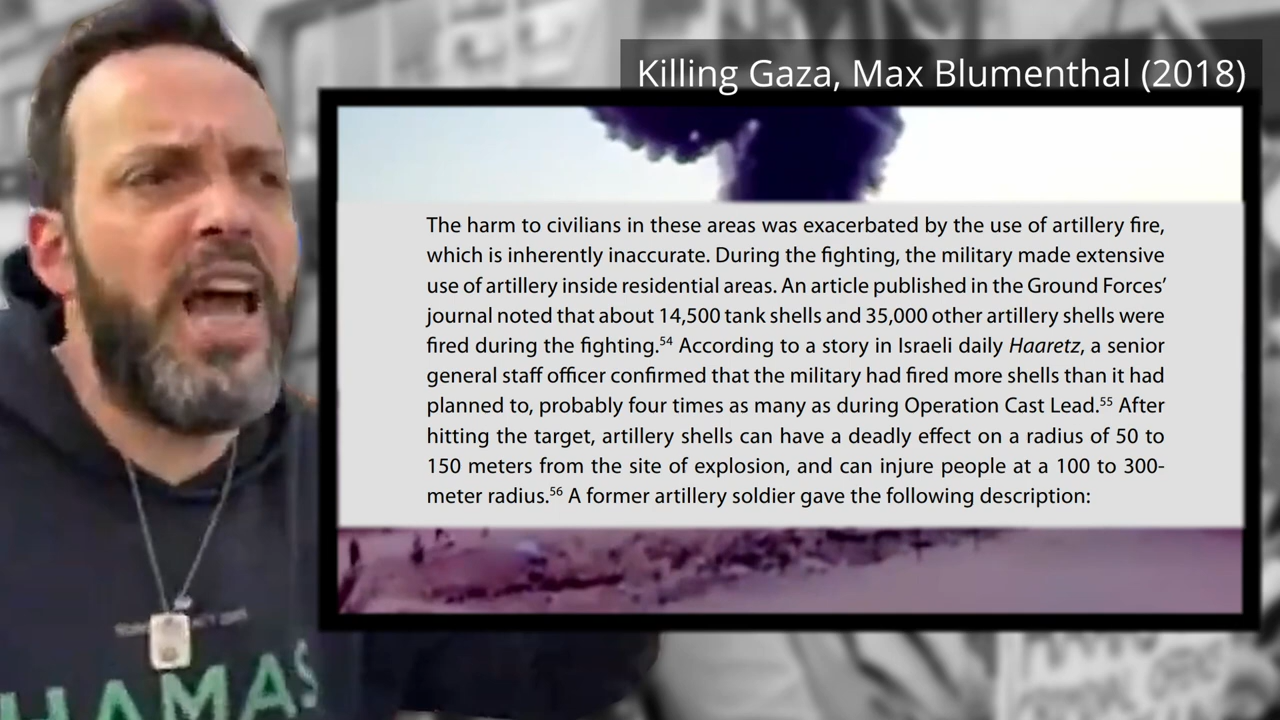 Killing Gaza, Max Blumenthal (2018)
The harm to civilians in these areas was exacerbated by the use of artillery fire,
which is inherently inaccurate. During the fighting, the military made extensive
use of artillery inside residential areas. An article published in the Ground Forces’
journal noted that about 14,500 tank shells and 35,000 other artillery shells were
fired during the fighting.⁵⁴ According to a story in Israeli daily Haaretz, a senior
general staff officer confirmed that the military had fired more shells than it had
planned to, probably four times as many as during Operation Cast Lead.⁵⁵ After
hitting the target, artillery shells can have a deadly effect on a radius of 50 to
150 meters from the site of explosion, and can injure people at a 100 to 300-
meter radius.⁵⁶ A former artillery soldier gave the following description:
HAMAS